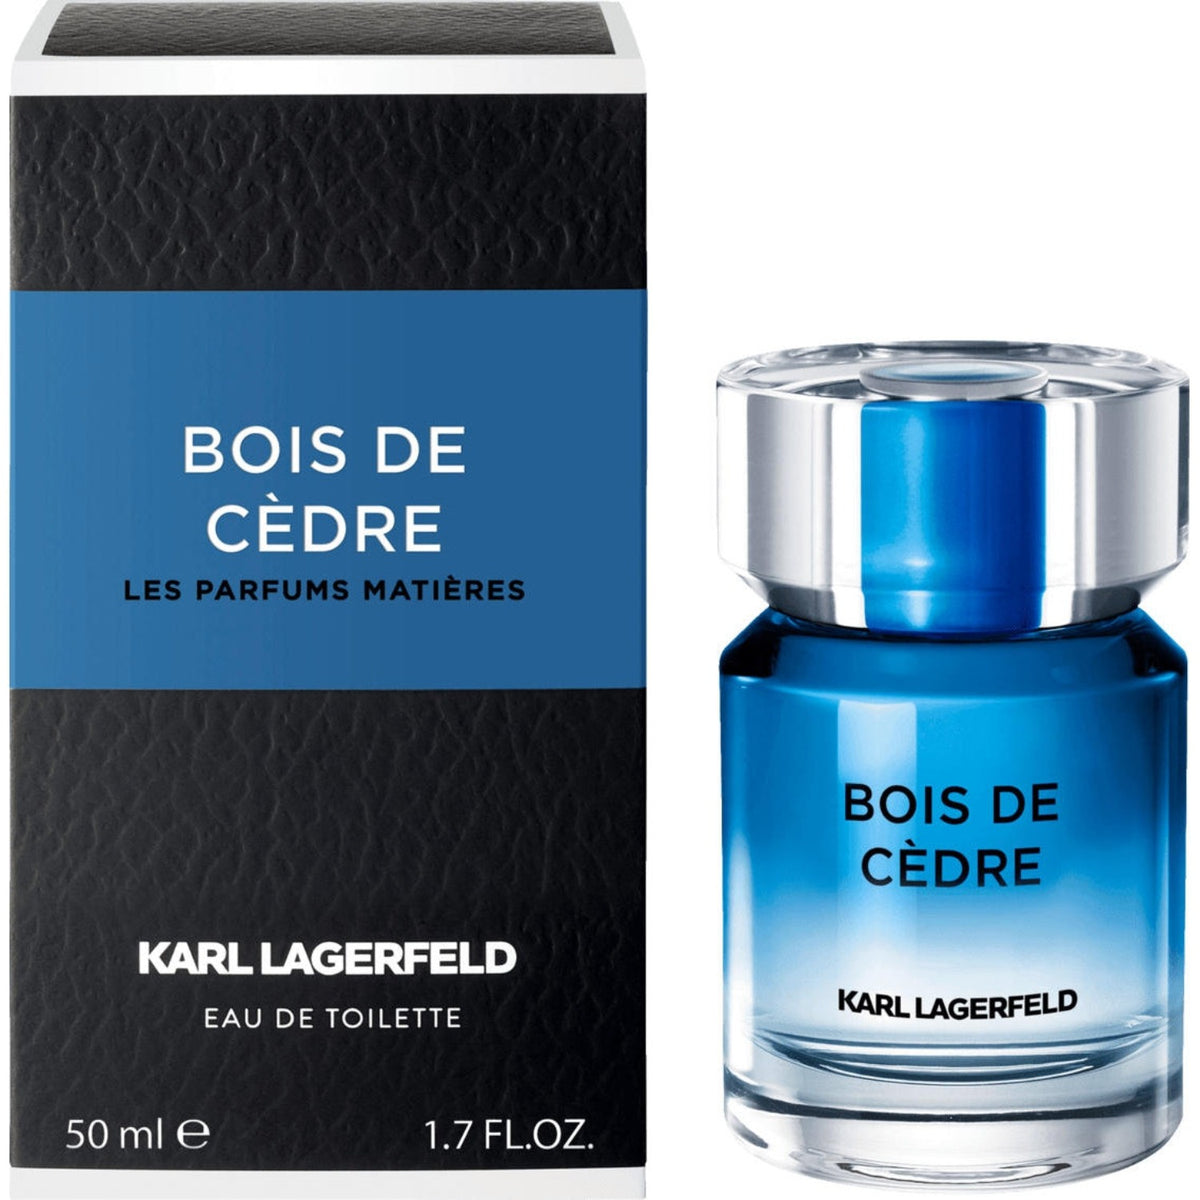 BOIS DE
CÈDRE
LES PARFUMS MATIÈRES
KARL LAGERFELD
EAU DE TOILETTE
50 ml ℮
1.7 FL.OZ.
BOIS DE
CÈDRE
KARL LAGERFELD